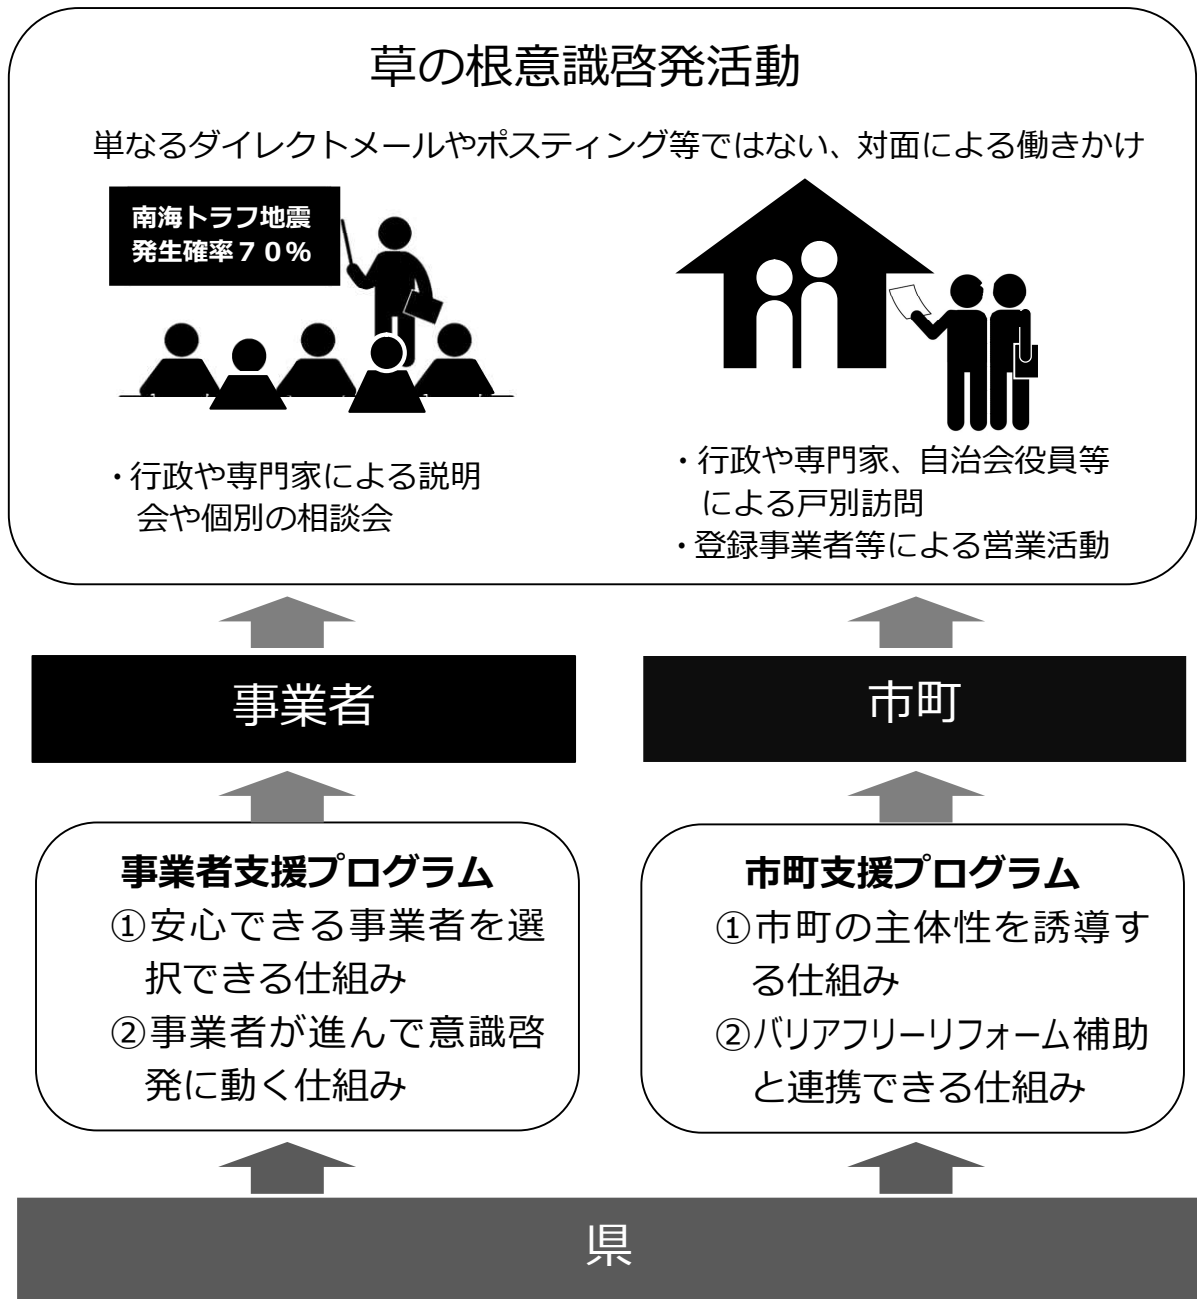 草の根意識啓発活動
単なるダイレクトメールやポスティング等ではない、対面による働きかけ
南海トラフ地震
発生確率７０％
・行政や専門家による説明
会や個別の相談会
・行政や専門家、自治会役員等
による戸別訪問
・登録事業者等による営業活動
事業者
市町
事業者支援プログラム
①安心できる事業者を選
択できる仕組み
②事業者が進んで意識啓
発に動く仕組み
市町支援プログラム
①市町の主体性を誘導す
る仕組み
②バリアフリーリフォーム補助
と連携できる仕組み
県